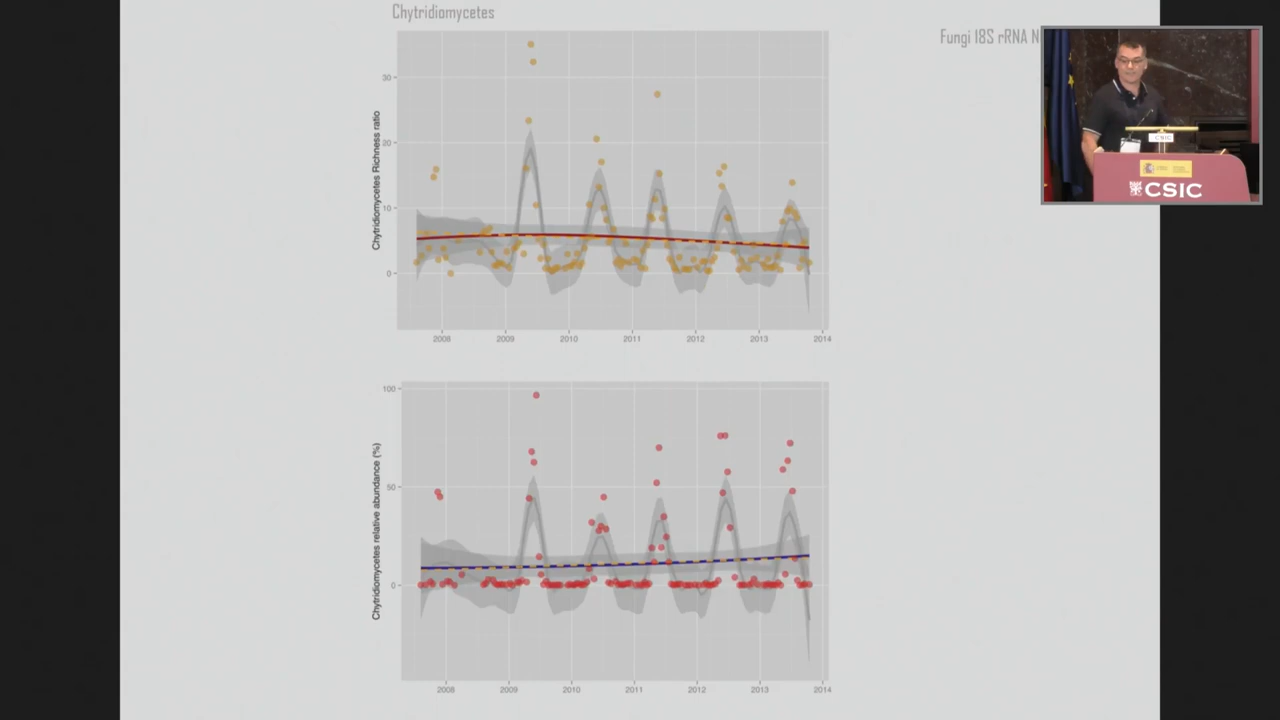 Chytridiomycetes
Fungi 18S rRNA N
Chytridiomycetes Richness ratio
30
20
10
0
2008 2009 2010 2011 2012 2013 2014
Chytridiomycetes relative abundance (%)
100
50
0
2008 2009 2010 2011 2012 2013 2014
CSIC
CSIC